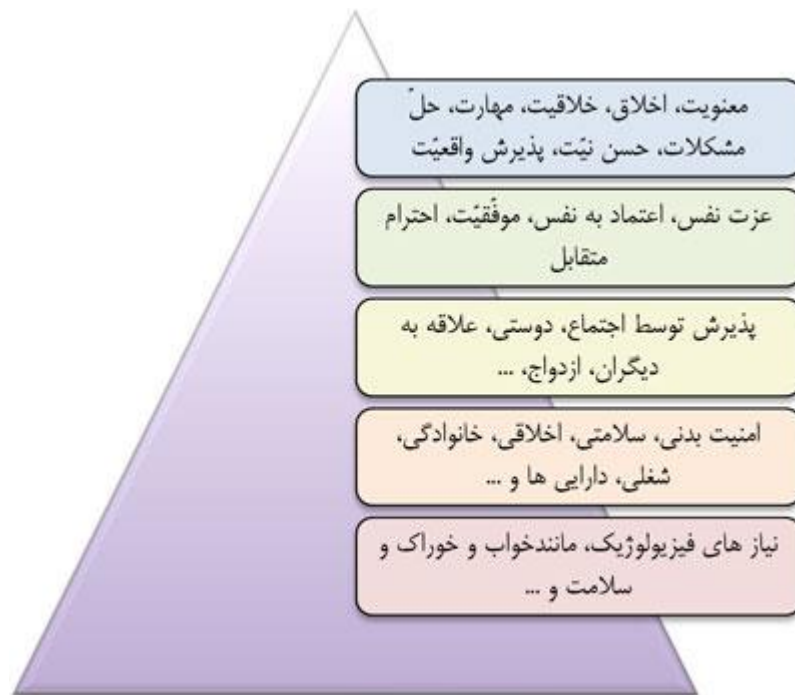 معنویت، اخلاق، خلاقیت، مهارت، حلّ
مشکلات، حسن نیّت، پذیرش واقعیّت
عزت نفس، اعتماد به نفس، موفّقیّت، احترام
متقابل
پذیرش توسط اجتماع، دوستی، علاقه به
دیگران، ازدواج، ...
امنیت بدنی، سلامتی، اخلاقی، خانوادگی،
شغلی، دارایی ها و ...
نیاز های فیزیولوژیک، مانندخواب و خوراک و
سلامت و ...